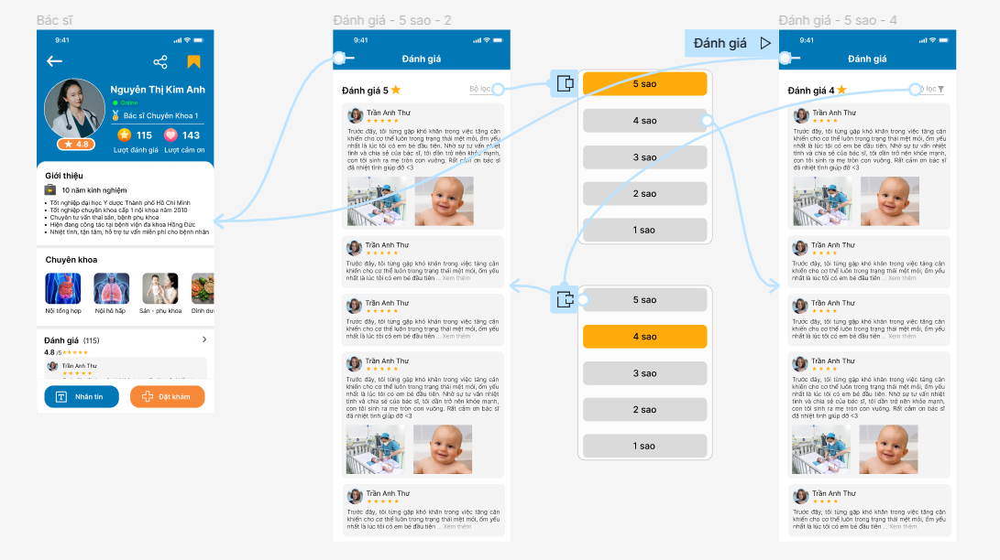 Bác sĩ
9:41
Nguyễn Thị Kim Anh
Online
Bác sĩ Chuyên Khoa 1
4.8
115
143
Lượt đánh giá
Lượt cảm ơn
Giới thiệu
10 năm kinh nghiệm
• Tốt nghiệp đại học Y dược Thành phố Hồ Chí Minh
• Tốt nghiệp chuyên khoa cấp 1 nội khoa năm 2010
• Chuyên tư vấn thai sản, bệnh phụ khoa
• Hiện đang công tác tại bệnh viện đa khoa Hồng Đức
• Nhiệt tình, tận tâm, hỗ trợ tư vấn miễn phí cho bệnh nhân
Chuyên khoa
Nội tổng hợp
Nội hô hấp
Sản - phụ khoa
Dinh dư
Đánh giá (115)
4.8 /5
Trần Anh Thư
Nhắn tin
Đặt khám
Đánh giá - 5 sao - 2
9:41
Đánh giá
Đánh giá 5
Bộ lọc
Trần Anh Thư
Trước đây, tôi từng gặp khó khăn trong việc tăng cân
khiến cho cơ thể luôn trong trạng thái mệt mỏi, ốm yếu
nhất là lúc tôi có em bé đầu tiên. Nhờ sự tư vấn nhiệt
tình và chia sẻ của bác sĩ, tôi dần trở nên khỏe mạnh,
con tôi sinh ra mẹ tròn con vuông. Rất cảm ơn bác sĩ
đã nhiệt tình giúp đỡ <3
Trần Anh Thư
Trước đây, tôi từng gặp khó khăn trong việc tăng cân
khiến cho cơ thể luôn trong trạng thái mệt mỏi, ốm yếu
nhất là lúc tôi có em bé đầu tiên ... Xem thêm
Trần Anh Thư
Trước đây, tôi từng gặp khó khăn trong việc tăng cân
khiến cho cơ thể luôn trong trạng thái mệt mỏi, ốm yếu
nhất là lúc tôi có em bé đầu tiên ... Xem thêm
Trần Anh Thư
Trước đây, tôi từng gặp khó khăn trong việc tăng cân
khiến cho cơ thể luôn trong trạng thái mệt mỏi, ốm yếu
nhất là lúc tôi có em bé đầu tiên. Nhờ sự tư vấn nhiệt
tình và chia sẻ của bác sĩ, tôi dần trở nên khỏe mạnh,
con tôi sinh ra mẹ tròn con vuông. Rất cảm ơn bác sĩ
đã nhiệt tình giúp đỡ <3
Trần Anh Thư
Trước đây, tôi từng gặp khó khăn trong việc tăng cân
khiến cho cơ thể luôn trong trạng thái mệt mỏi, ốm yếu
nhất là lúc tôi có em bé đầu tiên ... Xem thêm
Đánh giá
5 sao
4 sao
3 sao
2 sao
1 sao
5 sao
4 sao
3 sao
2 sao
1 sao
Đánh giá - 5 sao - 4
9:41
Đánh giá
Đánh giá 4
lọc
Trần Anh Thư
Trước đây, tôi từng gặp khó khăn trong việc tăng cân
khiến cho cơ thể luôn trong trạng thái mệt mỏi, ốm yếu
nhất là lúc tôi có em bé đầu tiên. Nhờ sự tư vấn nhiệt
tình và chia sẻ của bác sĩ, tôi dần trở nên khỏe mạnh,
con tôi sinh ra mẹ tròn con vuông. Rất cảm ơn bác sĩ
đã nhiệt tình giúp đỡ <3
Trần Anh Thư
Trước đây, tôi từng gặp khó khăn trong việc tăng cân
khiến cho cơ thể luôn trong trạng thái mệt mỏi, ốm yếu
nhất là lúc tôi có em bé đầu tiên ... Xem thêm
Trần Anh Thư
Trước đây, tôi từng gặp khó khăn trong việc tăng cân
khiến cho cơ thể luôn trong trạng thái mệt mỏi, ốm yếu
nhất là lúc tôi có em bé đầu tiên ... Xem thêm
Trần Anh Thư
Trước đây, tôi từng gặp khó khăn trong việc tăng cân
khiến cho cơ thể luôn trong trạng thái mệt mỏi, ốm yếu
nhất là lúc tôi có em bé đầu tiên. Nhờ sự tư vấn nhiệt
tình và chia sẻ của bác sĩ, tôi dần trở nên khỏe mạnh,
con tôi sinh ra mẹ tròn con vuông. Rất cảm ơn bác sĩ
đã nhiệt tình giúp đỡ <3
Trần Anh Thư
Trước đây, tôi từng gặp khó khăn trong việc tăng cân
khiến cho cơ thể luôn trong trạng thái mệt mỏi, ốm yếu
nhất là lúc tôi có em bé đầu tiên ... Xem thêm